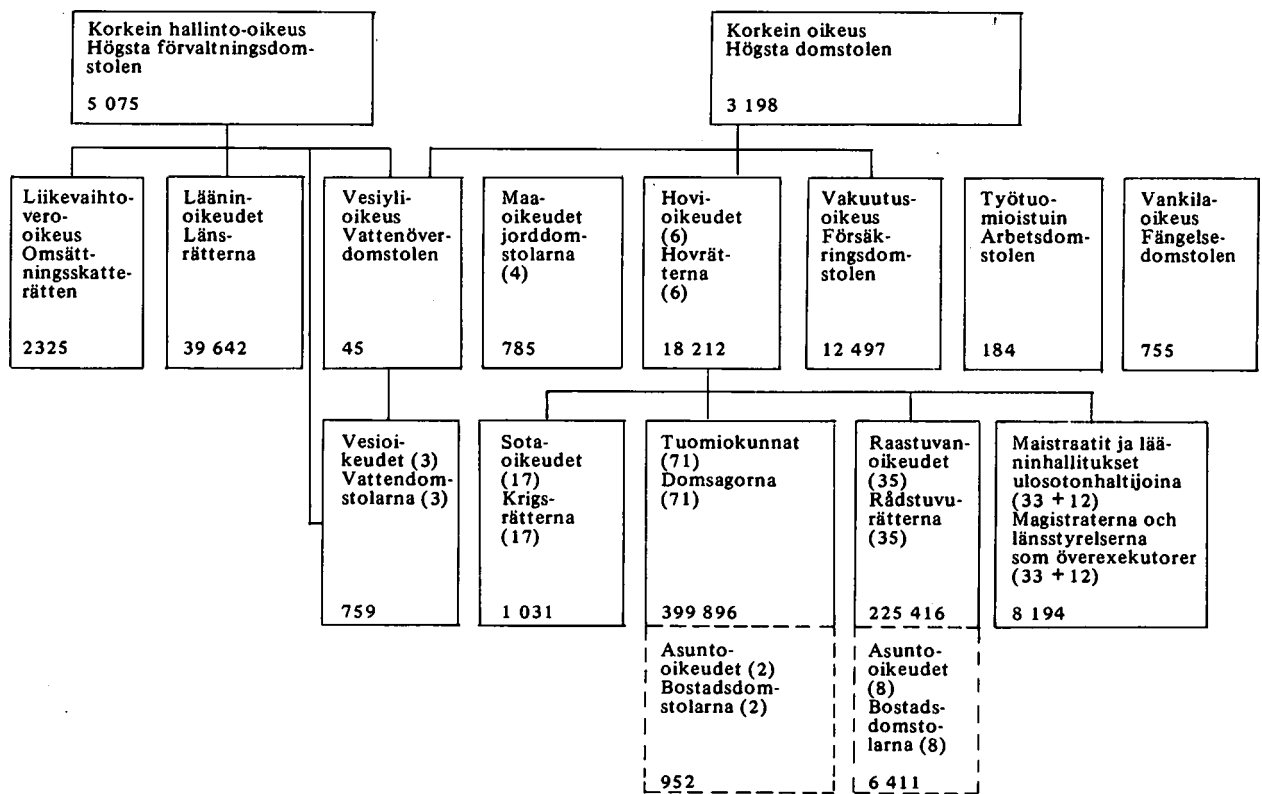 Korkein hallinto-oikeus
Högsta förvaltningsdom-
stolen
5 075
Korkein oikeus
Högsta domstolen
3 198
Liikevaihto-
vero-
oikeus
Omsätt-
ningsskatte-
rätten
2325
Läänin-
oikeudet
Läns-
rätterna
39 642
Vesiyli-
oikeus
Vattenöver-
domstolen
45
Maa-
oikeudet
jorddom-
stolarna
(4)
785
Hovi-
oikeudet
(6)
Hovrät-
terna
(6)
18 212
Vakuutus-
oikeus
Försäk-
ringsdom-
stolen
12 497
Työtuo-
mioistuin
Arbetsdom-
stolen
184
Vankila-
oikeus
Fängelse-
domstolen
755
Vesioi-
keudet (3)
Vattendom-
stolarna (3)
759
Sota-
oikeudet
(17)
Krigs-
rätterna
(17)
1 031
Tuomiokunnat
(71)
Domsagorna
(71)
399 896
Raastuvan-
oikeudet
(35)
Rådstuvu-
rätterna
(35)
225 416
Maistraatit ja lää-
ninhallitukset
ulosotonhaltijoina
(33 + 12)
Magistraterna och
länsstyrelserna
som överexekutorer
(33 + 12)
8 194
Asunto-
oikeudet (2)
Bostadsdom-
stolarna (2)
952
Asunto-
oikeudet
(8)
Bostads-
domsto-
larna (8)
6 411